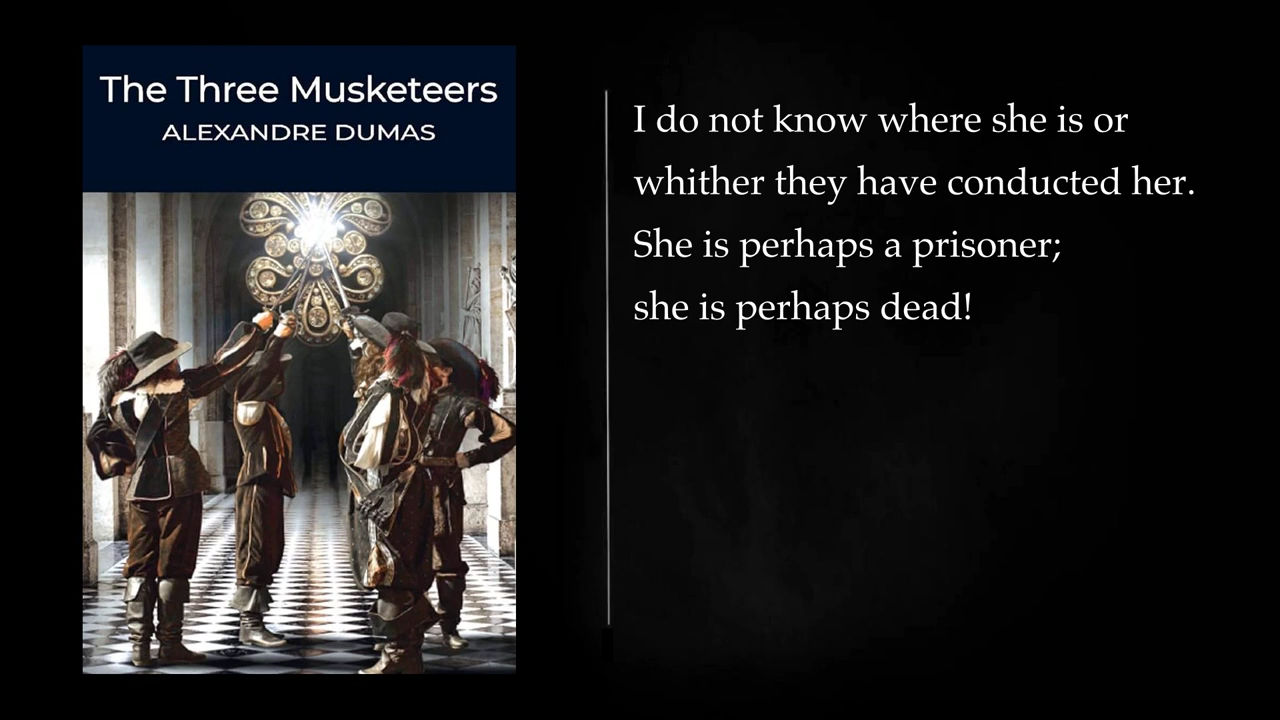 The Three Musketeers
ALEXANDRE DUMAS
I do not know where she is or
whither they have conducted her.
She is perhaps a prisoner;
she is perhaps dead!